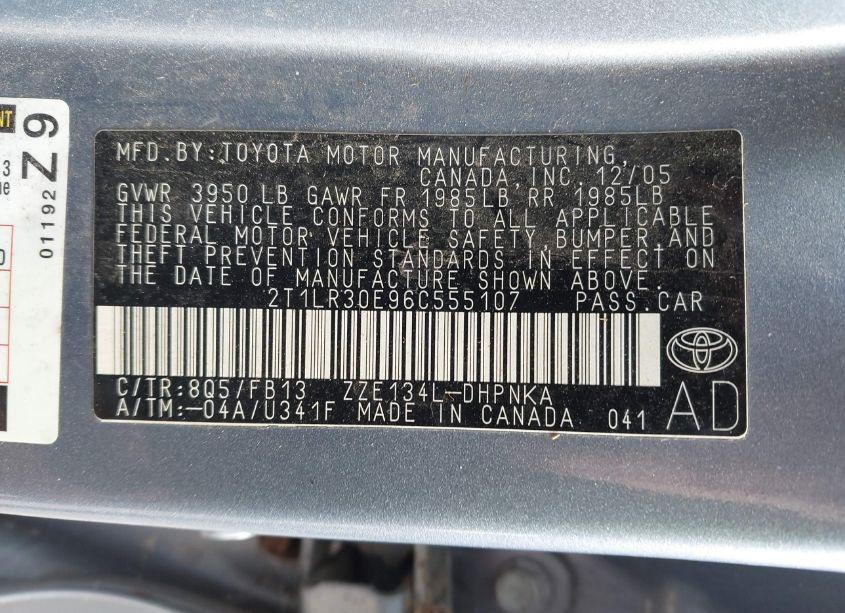 MFD.BY:TOYOTA MOTOR MANUFACTURING,
CANADA, INC. 12/05
GVWR 3950 LB GAWR FR 1985LB RR 1985LB
THIS VEHICLE CONFORMS TO ALL APPLICABLE
FEDERAL MOTOR VEHICLE SAFETY, BUMPER AND
THEFT PREVENTION STANDARDS IN EFFECT ON
THE DATE OF MANUFACTURE SHOWN ABOVE.
2T1LR30E96C555107 PASS.CAR
C/TR:8Q5/FB13 ZZE134L-DHPNKA
A/TM:-04A/U341F MADE IN CANADA 041
AD
01192
Z9
NT
3